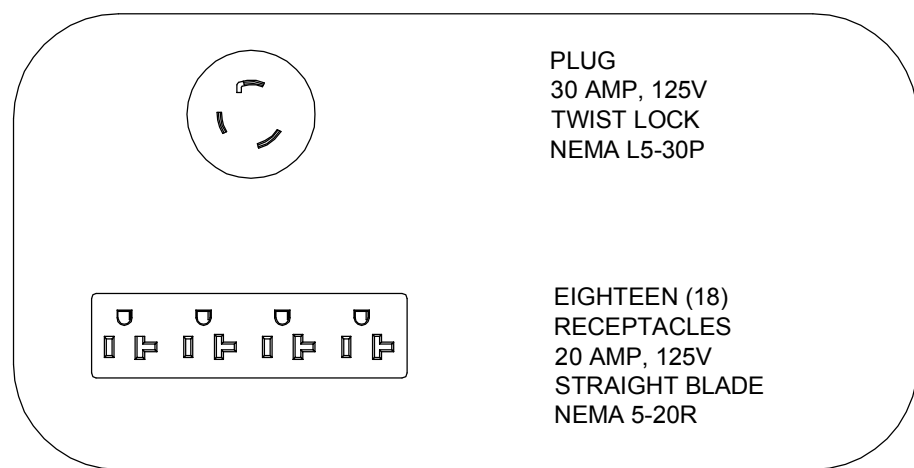 PLUG
30 AMP, 125V
TWIST LOCK
NEMA L5-30P
EIGHTEEN (18)
RECEPTACLES
20 AMP, 125V
STRAIGHT BLADE
NEMA 5-20R